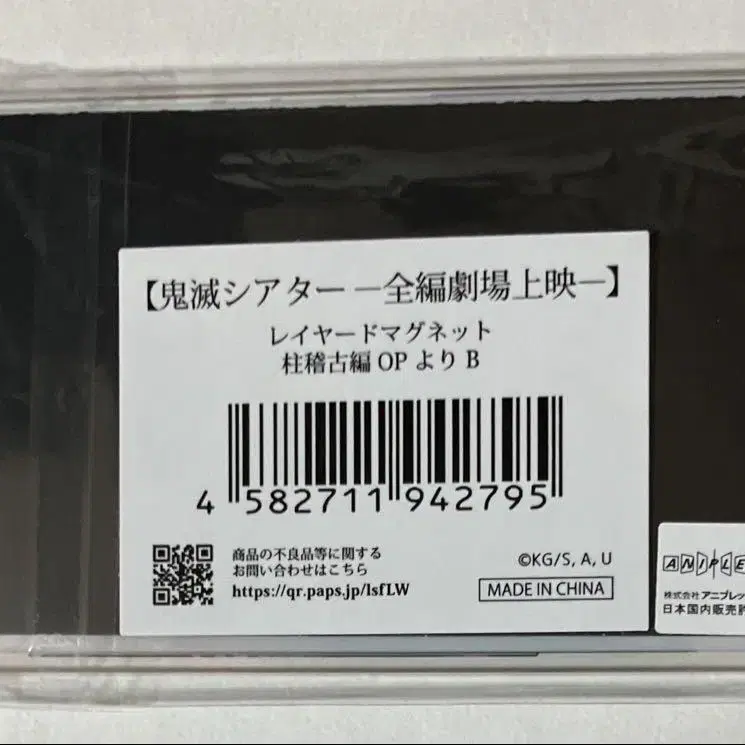 【鬼滅シアター ―全編劇場上映―】
レイヤードマグネット
柱稽古編 OP より B
4 582711 942795
商品の不良品等に関する
お問い合わせはこちら
https://qr.paps.jp/lsfLW
©KG/S, A, U
MADE IN CHINA
ANIPLE
株式会社アニプレッ
日本国内販売許